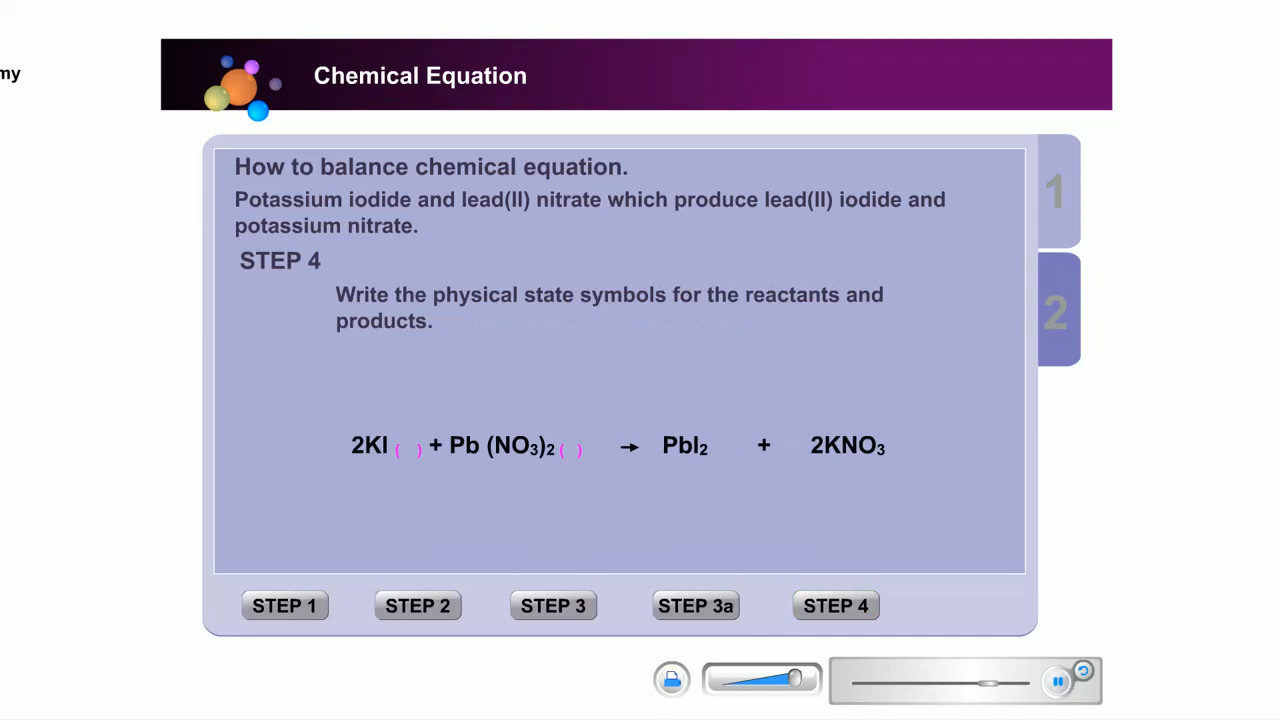 my
Chemical Equation
How to balance chemical equation.
Potassium iodide and lead(II) nitrate which produce lead(II) iodide and
potassium nitrate.
STEP 4
Write the physical state symbols for the reactants and
products.
2KI ( ) + Pb (NO₃)₂ ( ) → PbI₂ + 2KNO₃
1
2
STEP 1 STEP 2 STEP 3 STEP 3a STEP 4